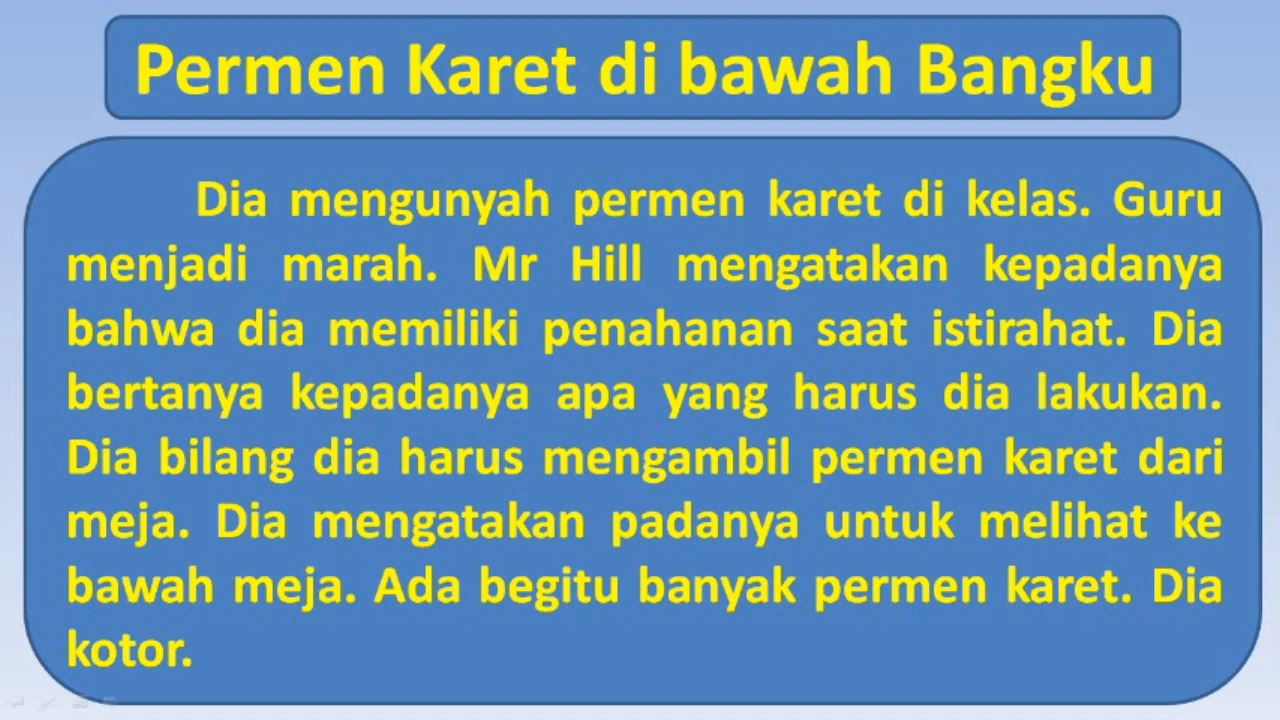 Permen Karet di bawah Bangku
Dia mengunyah permen karet di kelas. Guru
menjadi marah. Mr Hill mengatakan kepadanya
bahwa dia memiliki penahanan saat istirahat. Dia
bertanya kepadanya apa yang harus dia lakukan.
Dia bilang dia harus mengambil permen karet dari
meja. Dia mengatakan padanya untuk melihat ke
bawah meja. Ada begitu banyak permen karet. Dia
kotor.